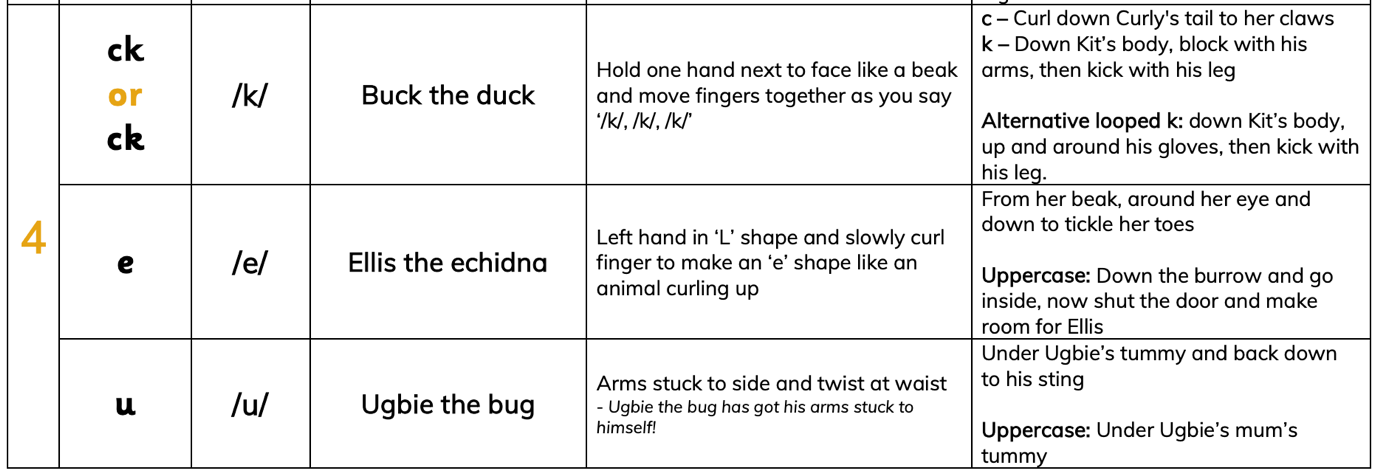 4
ck
or
ck
/k/
Buck the duck
Hold one hand next to face like a beak
and move fingers together as you say
‘/k/, /k/, /k/’
c – Curl down Curly's tail to her claws
k – Down Kit’s body, block with his
arms, then kick with his leg
Alternative looped k: down Kit’s body,
up and around his gloves, then kick with
his leg.
e
/e/
Ellis the echidna
Left hand in ‘L’ shape and slowly curl
finger to make an ‘e’ shape like an
animal curling up
From her beak, around her eye and
down to tickle her toes
Uppercase: Down the burrow and go
inside, now shut the door and make
room for Ellis
u
/u/
Ugbie the bug
Arms stuck to side and twist at waist
- Ugbie the bug has got his arms stuck to
himself!
Under Ugbie’s tummy and back down
to his sting
Uppercase: Under Ugbie’s mum’s
tummy